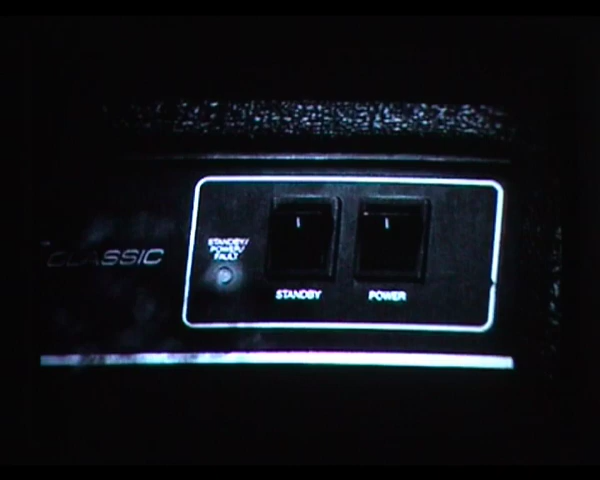 CLASSIC
STANDBY/
POWER/
FAULT
STANDBY
POWER